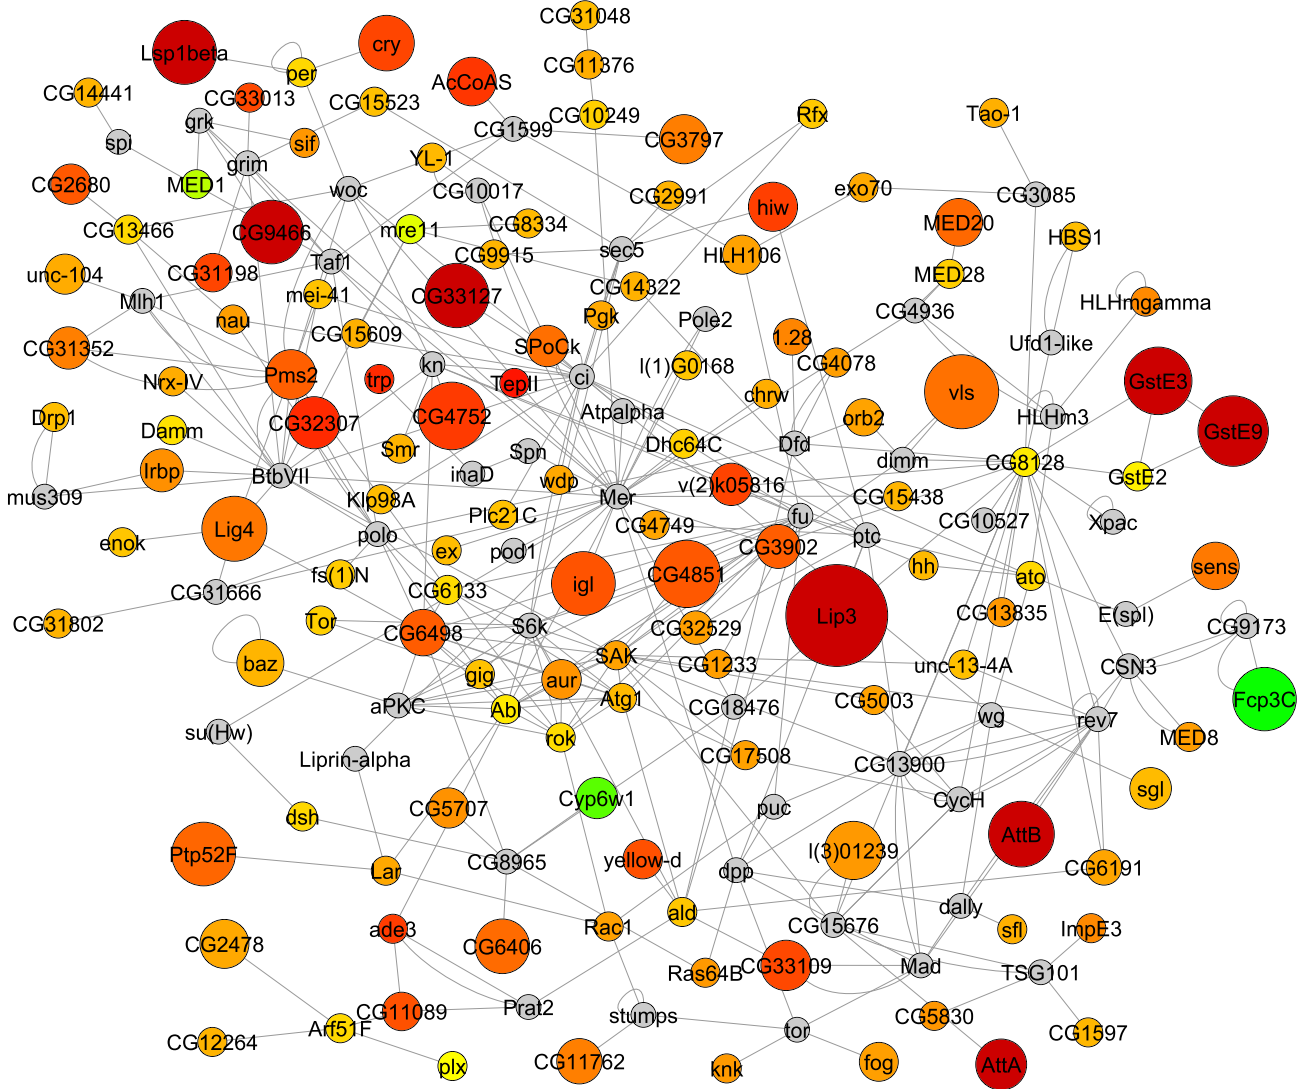 CG31048
Lsp1beta
cry
per
CG11376
AcCoAS
CG14441
CG33013
CG15523
CG10249
Rfx
Tao-1
grk
CG1599
CG3797
spi
sif
grim
YL-1
CG2680
MED1
woc
CG10017
CG2991
exo70
CG3085
hiw
CG13466
CG9466
mre11
CG8334
MED20
HBS1
sec5
HLH106
CG9915
unc-104
CG31198
Taf1
MED28
CG14322
mei-41
CG33127
Mlh1
HLHmgamma
CG4936
nau
Pgk
Pole2
CG15609
1.28
Ufd1-like
CG31352
SPoCk
kn
l(1)G0168
CG4078
Nrx-IV
Pms2
trp
TepII
ci
GstE3
chrw
vls
Drp1
CG32307
CG4752
Atpalpha
orb2
HLHm3
GstE9
Damm
Smr
Dhc64C
Dfd
Spn
dimm
CG8128
Irbp
BtbVII
inaD
wdp
v(2)k05816
GstE2
mus309
Klp98A
Mer
CG15438
Plc21C
fu
CG10527
Xpac
Lig4
CG4749
enok
polo
ex
pod1
CG3902
ptc
fs(1)N
igl
CG4851
hh
ato
sens
CG31666
CG6133
Lip3
CG13835
E(spl)
CG31802
Tor
CG6498
S6k
CG32529
CG9173
baz
SAK
CG1233
unc-13-4A
CSN3
gig
aur
Fcp3C
aPKC
Abl
Atg1
CG18476
CG5003
wg
rev7
su(Hw)
rok
MED8
Liprin-alpha
CG17508
CG13900
sgl
Cyp6w1
CycH
dsh
CG5707
puc
AttB
Ptp52F
CG8965
yellow-d
l(3)01239
Lar
dpp
CG6191
dally
ald
CG2478
ade3
CG6406
Rac1
CG15676
sfl
ImpE3
Ras64B
CG33109
Mad
TSG101
CG11089
Prat2
stumps
CG5830
CG12264
Arf51F
tor
CG1597
plx
CG11762
knk
fog
AttA